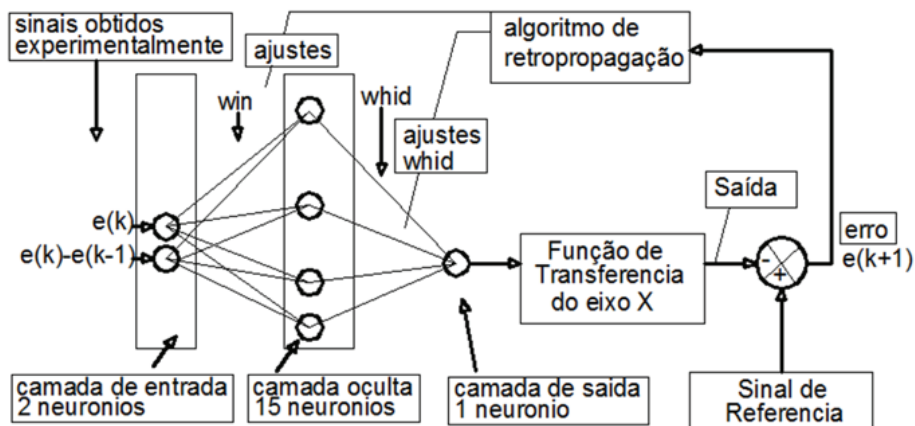 sinais obtidos
experimentalmente
ajustes
algoritmo de
retropropagação
win
whid
ajustes
whid
e(k)
e(k)-e(k-1)
Saída
erro
e(k+1)
Função de
Transferencia
do eixo X
-
+
camada de entrada
2 neuronios
camada oculta
15 neuronios
camada de saida
1 neuronio
Sinal de
Referencia